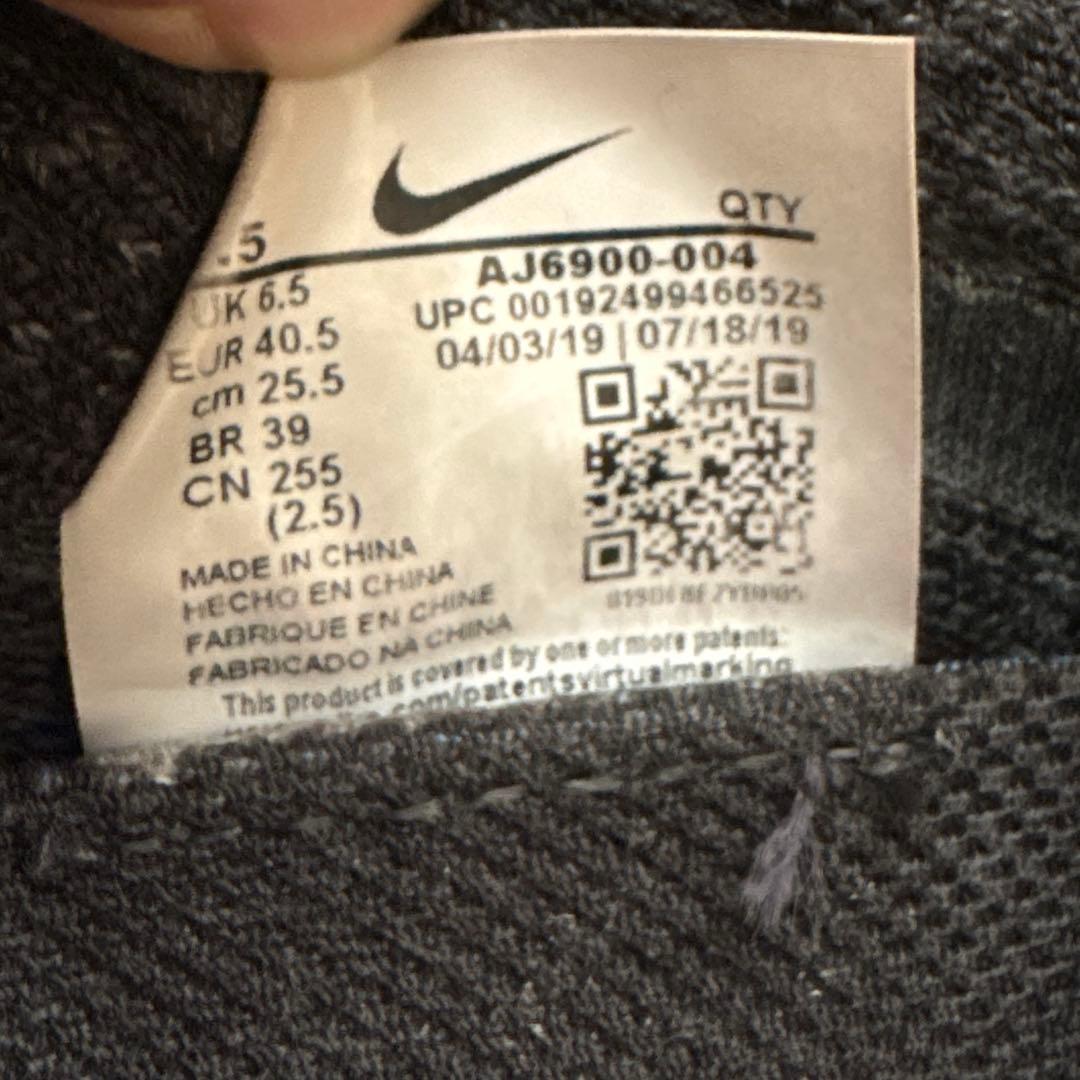 QTY
.5
AJ6900-004
UK 6.5
UPC 00192499466525
EUR 40.5
04/03/19 | 07/18/19
cm 25.5
BR 39
CN 255
(2.5)
MADE IN CHINA
HECHO EN CHINA
FABRIQUE EN CHINE
FABRICADO NA CHINA
This product is covered by one or more patents:
com/patentsvirtualmarking